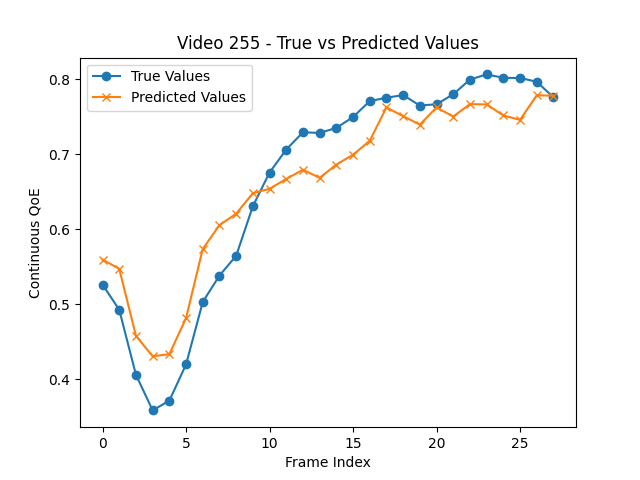 Video 255 - True vs Predicted Values
True Values
Predicted Values
Continuous QoE
0.8
0.7
0.6
0.5
0.4
0 5 10 15 20 25
Frame Index